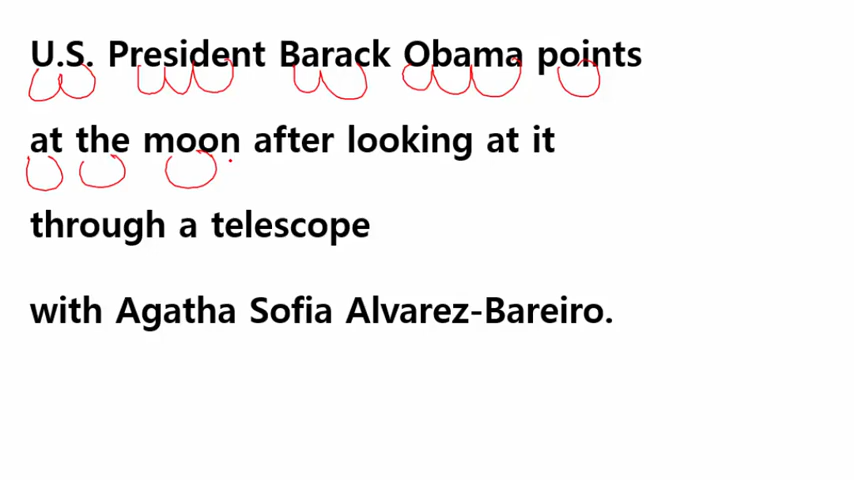 U.S. President Barack Obama points
at the moon after looking at it
through a telescope
with Agatha Sofia Alvarez-Bareiro.